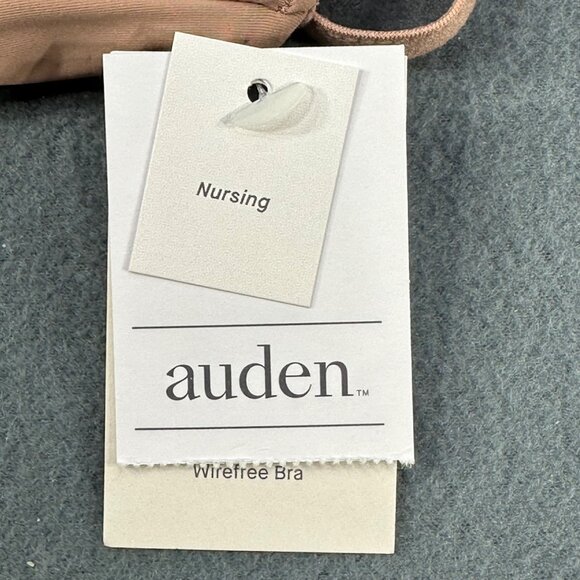 Nursing
auden™
Wirefree Bra